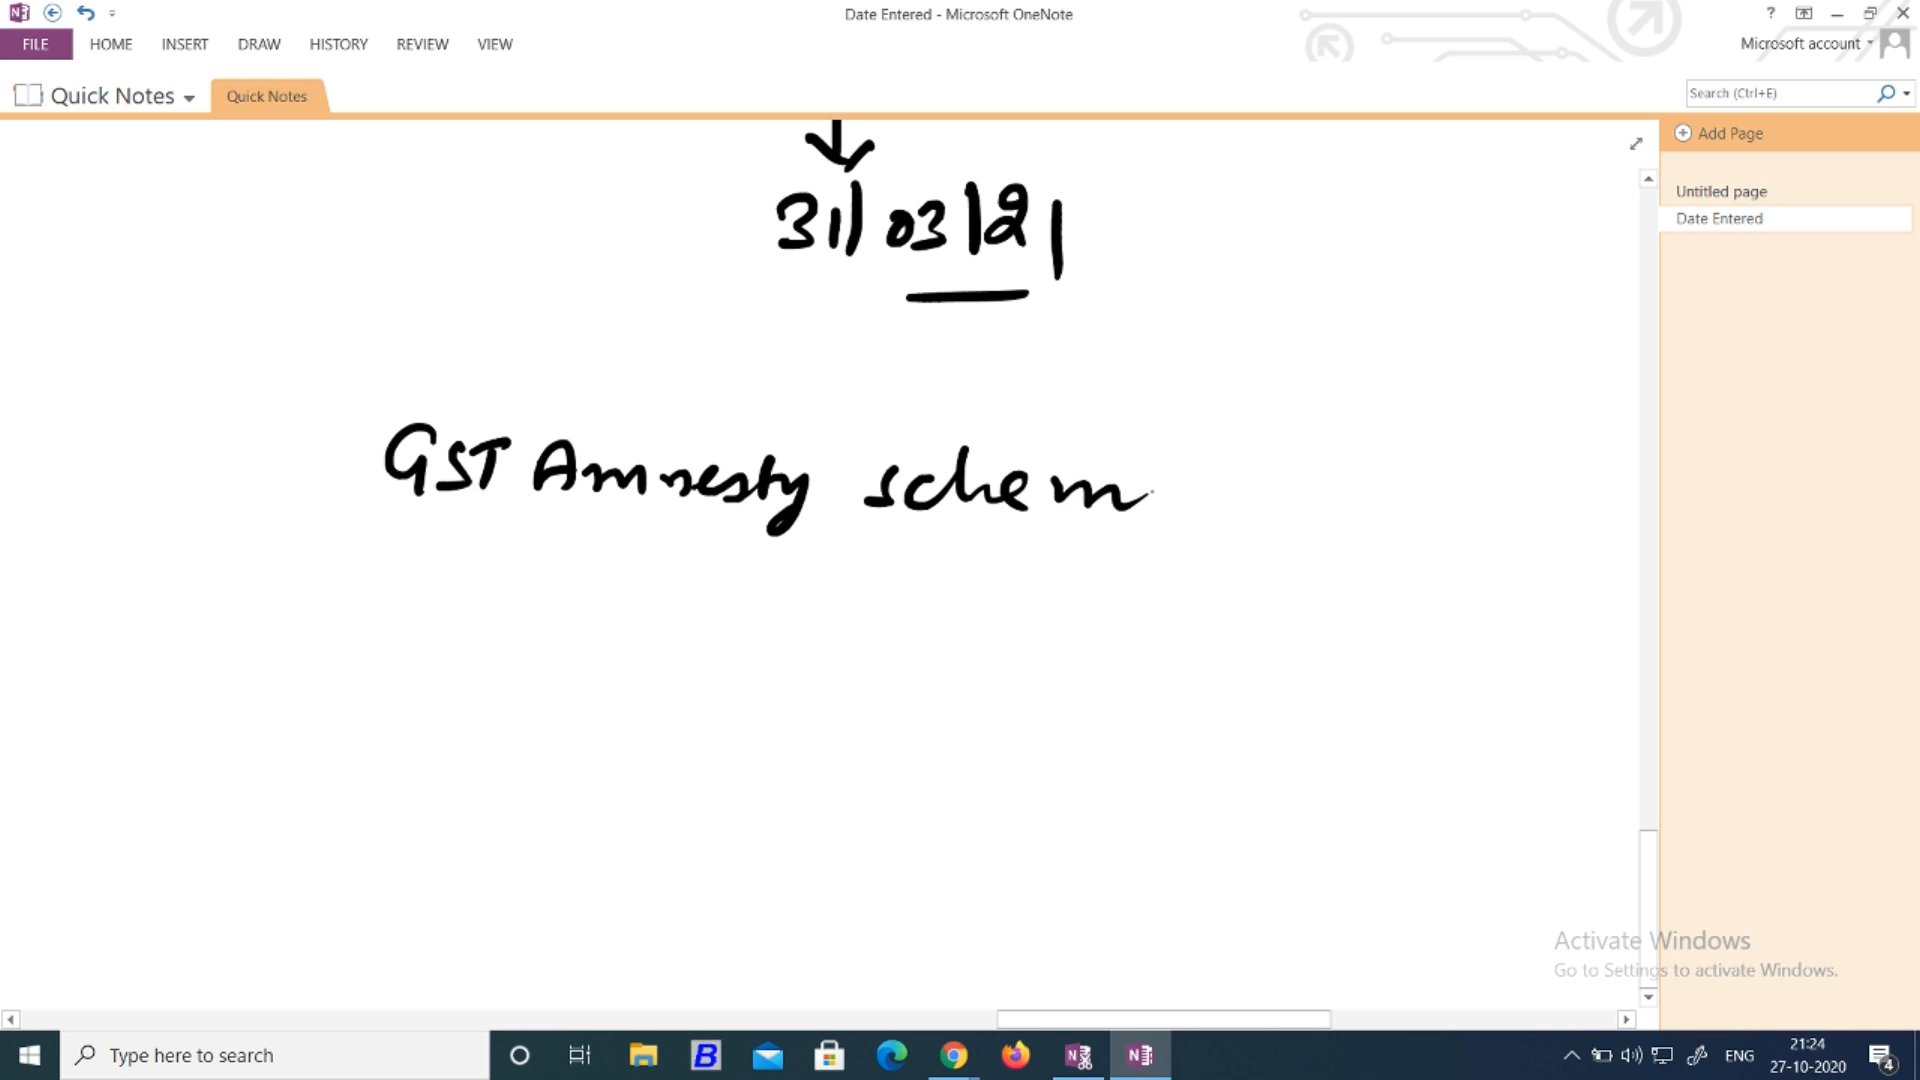 Date Entered - Microsoft OneNote
?
FILE HOME INSERT DRAW HISTORY REVIEW VIEW
Microsoft account
Quick Notes
Quick Notes
Search (Ctrl+E)
Add Page
31/03/21
Untitled page
Date Entered
GST Amnesty schem
Activate Windows
Go to Settings to activate Windows.
Type here to search
B
ENG
21:24
27-10-2020
4